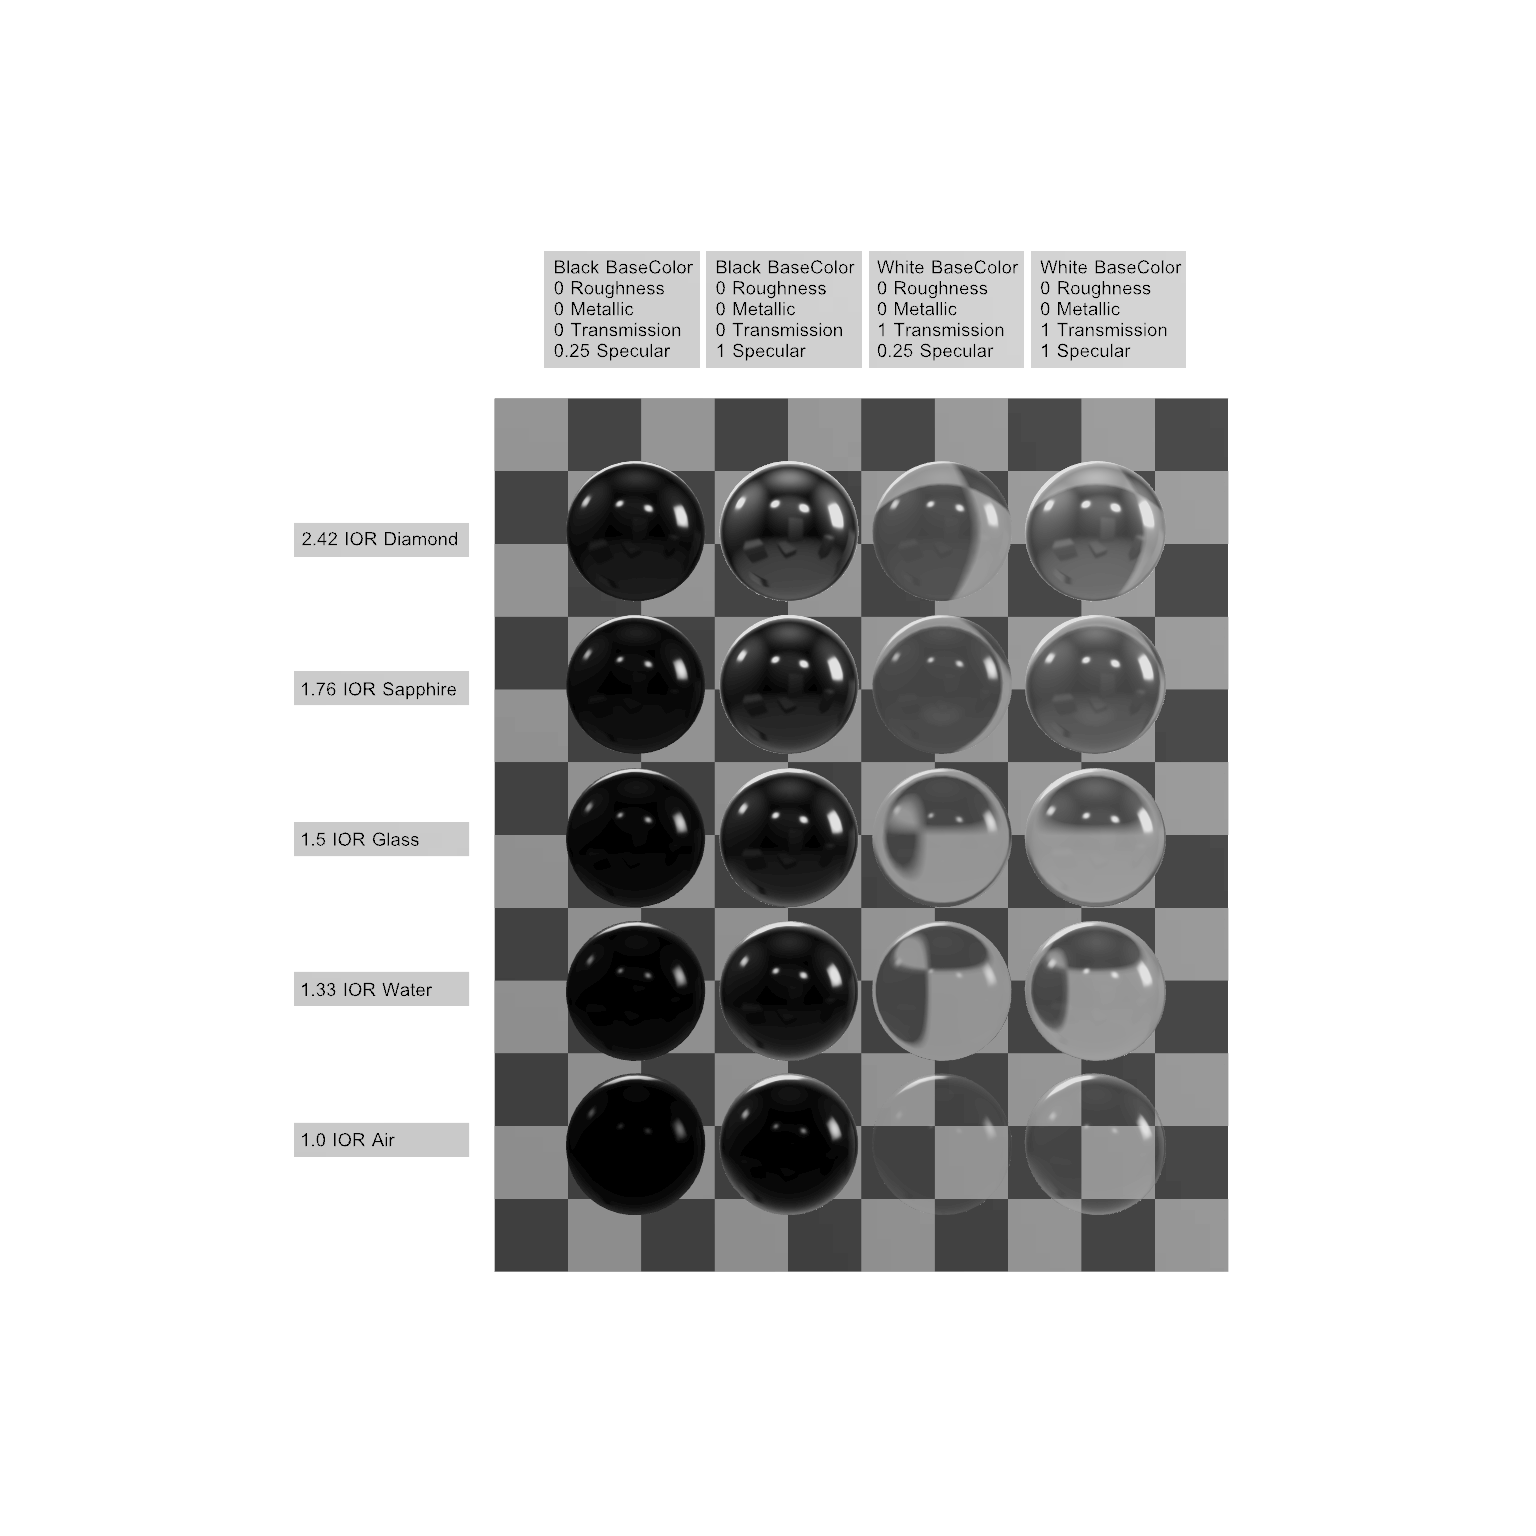 Black BaseColor
0 Roughness
0 Metallic
0 Transmission
0.25 Specular
Black BaseColor
0 Roughness
0 Metallic
0 Transmission
1 Specular
White BaseColor
0 Roughness
0 Metallic
1 Transmission
0.25 Specular
White BaseColor
0 Roughness
0 Metallic
1 Transmission
1 Specular
2.42 IOR Diamond
1.76 IOR Sapphire
1.5 IOR Glass
1.33 IOR Water
1.0 IOR Air